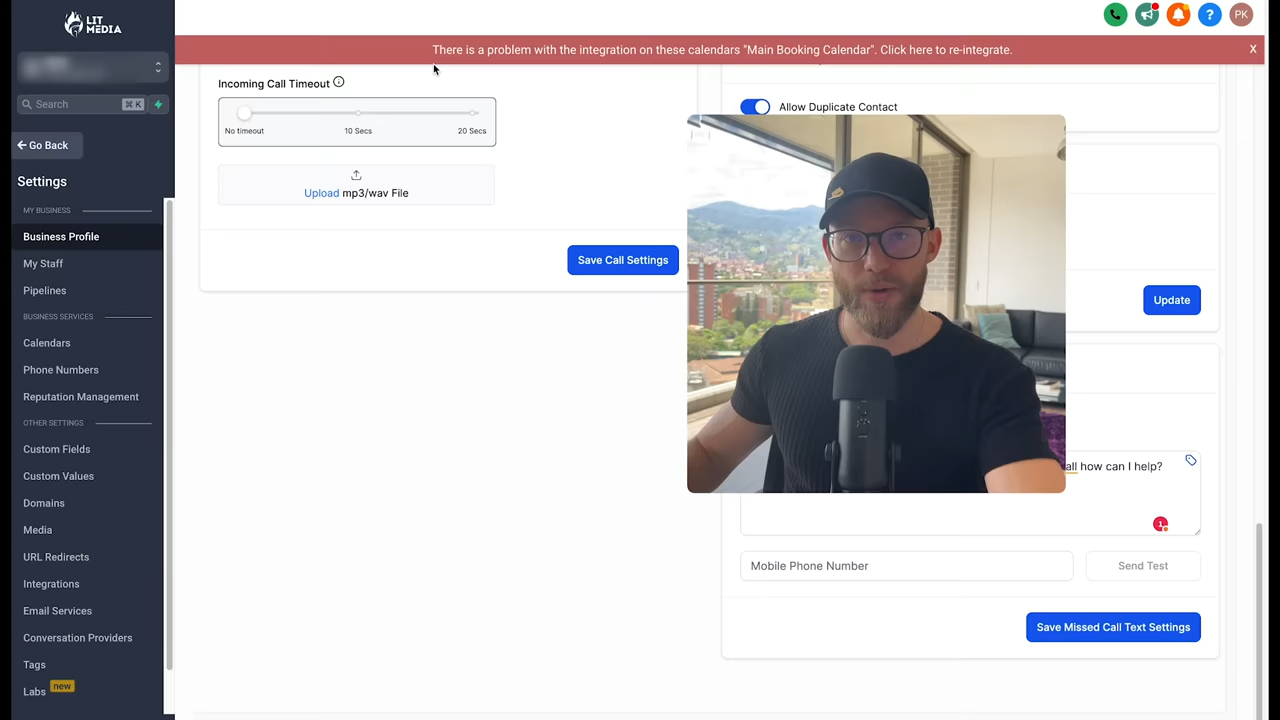 LIT
MEDIA
PK
There is a problem with the integration on these calendars "Main Booking Calendar". Click here to re-integrate.
X
Search
⌘ K
Go Back
Settings
MY BUSINESS
Business Profile
My Staff
Pipelines
BUSINESS SERVICES
Calendars
Phone Numbers
Reputation Management
OTHER SETTINGS
Custom Fields
Custom Values
Domains
Media
URL Redirects
Integrations
Email Services
Conversation Providers
Tags
Labs new
Incoming Call Timeout
No timeout
10 Secs
20 Secs
Upload mp3/wav File
Save Call Settings
Allow Duplicate Contact
Update
all how can I help?
1
Mobile Phone Number
Send Test
Save Missed Call Text Settings